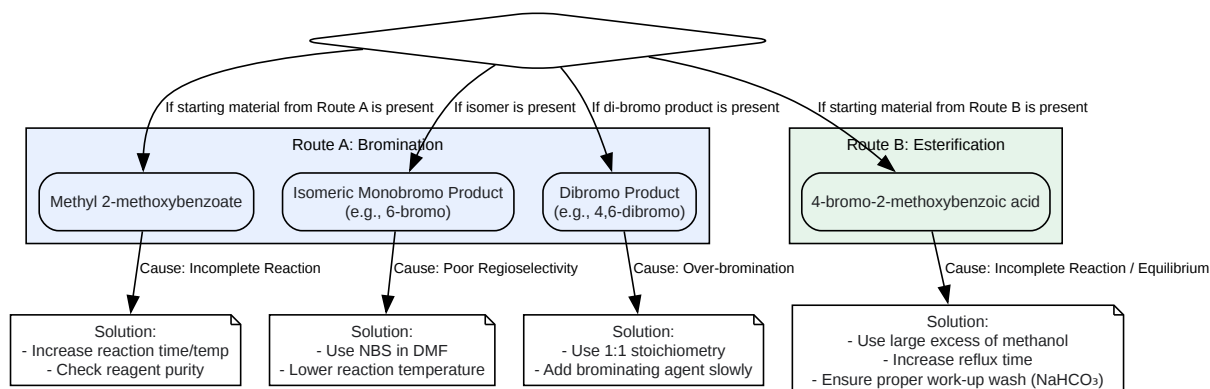 If starting material from Route A is present
If isomer is present
If di-bromo product is present
If starting material from Route B is present
Route A: Bromination
Route B: Esterification
Methyl 2-methoxybenzoate
Isomeric Monobromo Product
(e.g., 6-bromo)
Dibromo Product
(e.g., 4,6-dibromo)
4-bromo-2-methoxybenzoic acid
Cause: Incomplete Reaction
Cause: Poor Regioselectivity
Cause: Over-bromination
Cause: Incomplete Reaction / Equilibrium
Solution:
- Increase reaction time/temp
- Check reagent purity
Solution:
- Use NBS in DMF
- Lower reaction temperature
Solution:
- Use 1:1 stoichiometry
- Add brominating agent slowly
Solution:
- Use large excess of methanol
- Increase reflux time
- Ensure proper work-up wash (NaHCO₃)